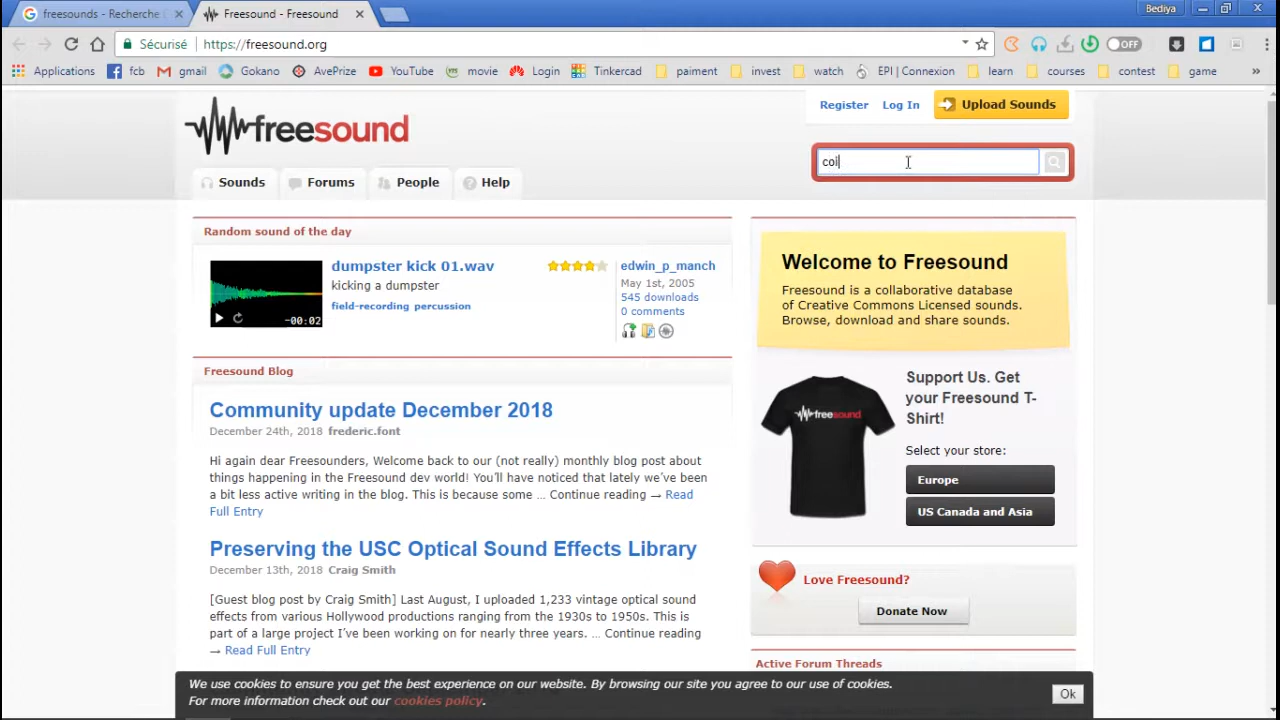 freesounds - Recherche
Freesound - Freesound
Bediya
Sécurisé
https://freesound.org
OFF
Applications
fcb
gmail
Gokano
AvePrize
YouTube
movie
Login
Tinkercad
paiment
invest
watch
EPI | Connexion
learn
courses
contest
game
»
freesound
Register
Log In
Upload Sounds
coi
Sounds
Forums
People
Help
Random sound of the day
dumpster kick 01.wav
kicking a dumpster
field-recording percussion
-00:02
edwin_p_manch
May 1st, 2005
545 downloads
0 comments
Freesound Blog
Community update December 2018
December 24th, 2018 frederic.font
Hi again dear Freesounders, Welcome back to our (not really) monthly blog post about
things happening in the Freesound dev world! You'll have noticed that lately we've been
a bit less active writing in the blog. This is because some ... Continue reading → Read
Full Entry
Preserving the USC Optical Sound Effects Library
December 13th, 2018 Craig Smith
[Guest blog post by Craig Smith] Last August, I uploaded 1,233 vintage optical sound
effects from various Hollywood productions ranging from the 1930s to 1950s. This is
part of a large project I've been working on for nearly three years. ... Continue reading
→ Read Full Entry
Welcome to Freesound
Freesound is a collaborative database
of Creative Commons Licensed sounds.
Browse, download and share sounds.
freesound
Support Us. Get
your Freesound T-
Shirt!
Select your store:
Europe
US Canada and Asia
Love Freesound?
Donate Now
Active Forum Threads
We use cookies to ensure you get the best experience on our website. By browsing our site you agree to our use of cookies.
For more information check out our cookies policy.
Ok